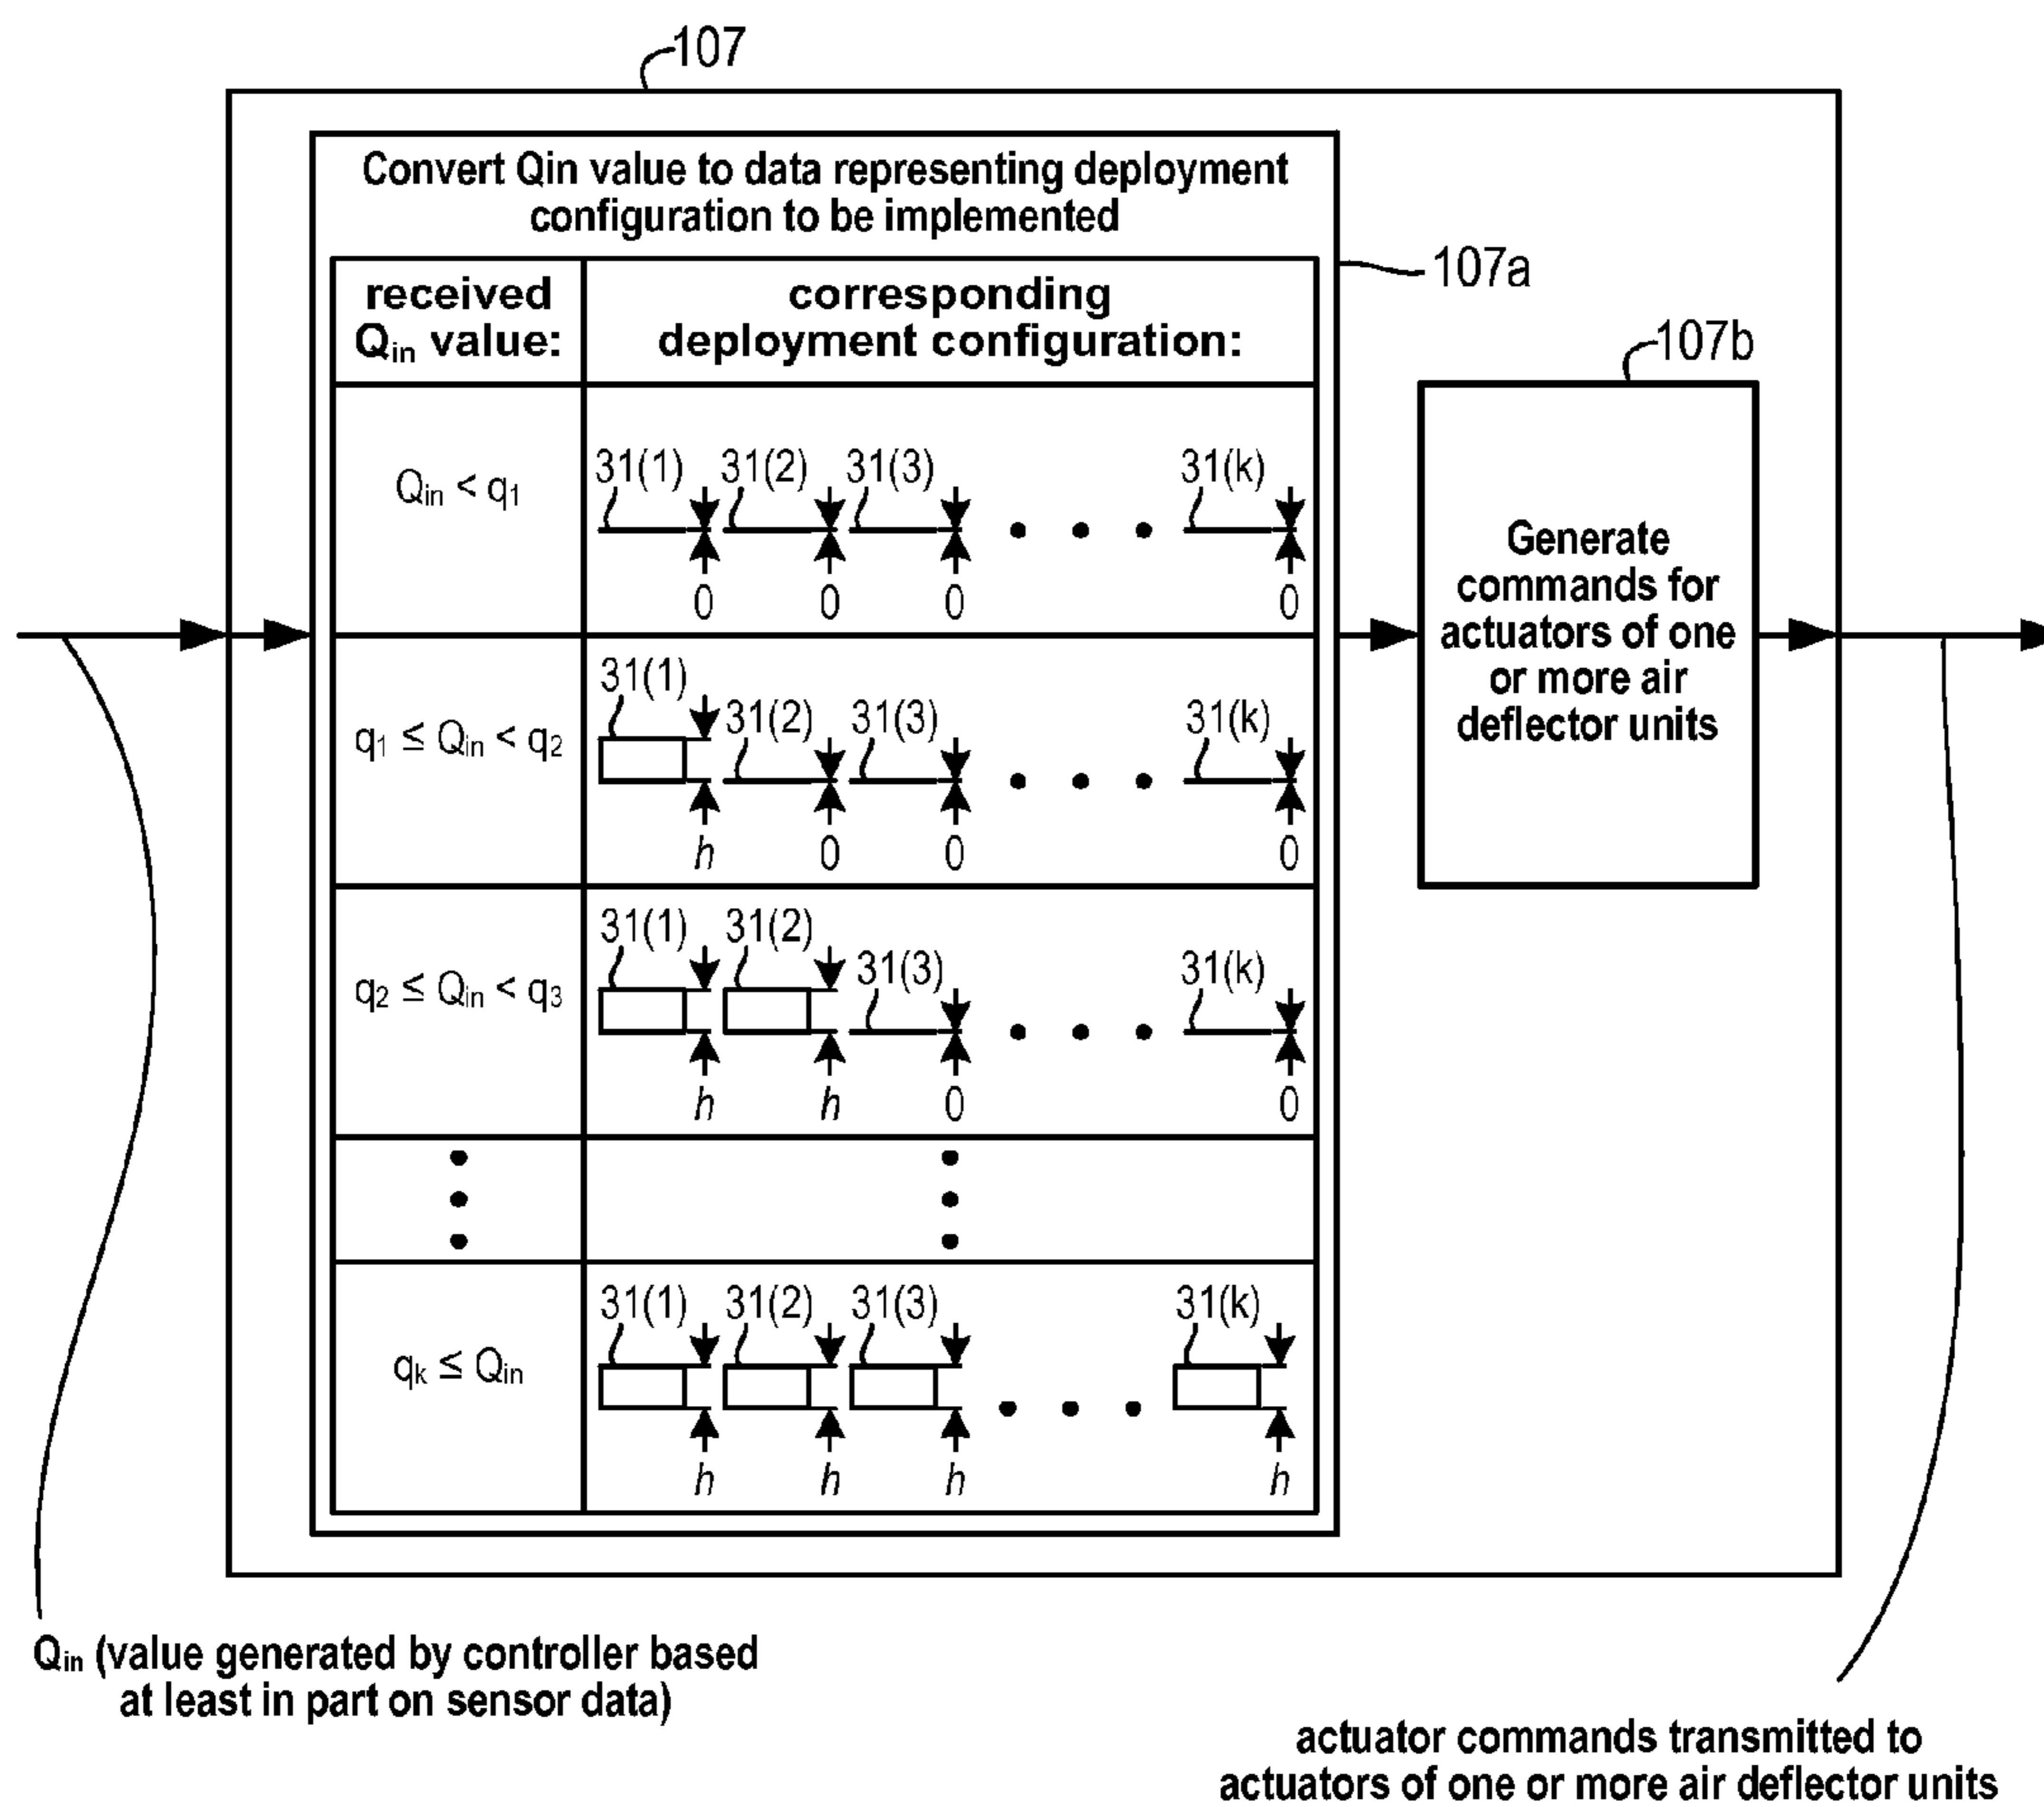 107
Convert Qin value to data representing deployment
configuration to be implemented
107a
received
Qin value:
corresponding
deployment configuration:
107b
Qin < q1
31(1) 31(2) 31(3) 31(k)
0 0 0 0
Generate
commands for
actuators of one
or more air
deflector units
q1 ≤ Qin < q2
31(1) 31(2) 31(3) 31(k)
h 0 0 0
q2 ≤ Qin < q3
31(1) 31(2) 31(3) 31(k)
h h 0 0
qk ≤ Qin
31(1) 31(2) 31(3) 31(k)
h h h h
Qin (value generated by controller based
at least in part on sensor data)
actuator commands transmitted to
actuators of one or more air deflector units